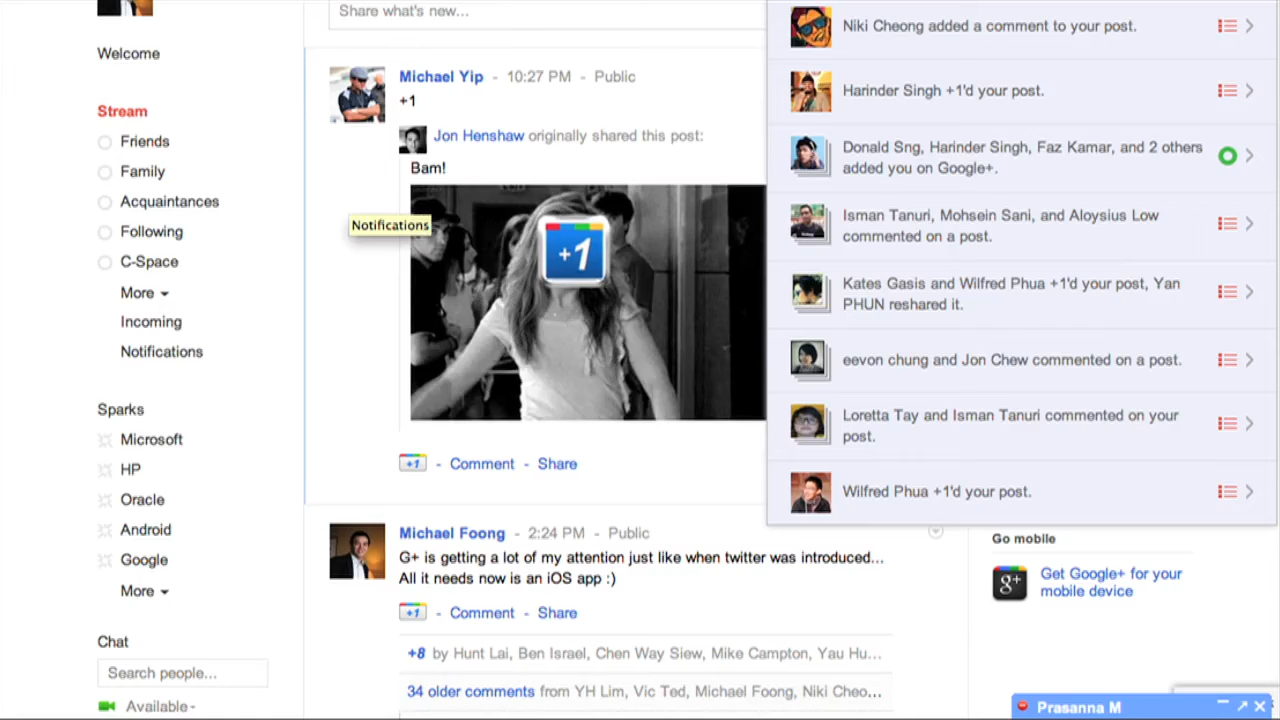 Share what's new...
Welcome
Stream
Friends
Family
Acquaintances
Following
C-Space
More
Incoming
Notifications
Sparks
Microsoft
HP
Oracle
Android
Google
More
Chat
Search people...
Available
Michael Yip - 10:27 PM - Public
+1
Jon Henshaw originally shared this post:
Bam!
Notifications
+1
+1 - Comment - Share
Michael Foong - 2:24 PM - Public
G+ is getting a lot of my attention just like when twitter was introduced...
All it needs now is an iOS app :)
+1 - Comment - Share
+8 by Hunt Lai, Ben Israel, Chen Way Siew, Mike Campton, Yau Hu...
34 older comments from YH Lim, Vic Ted, Michael Foong, Niki Cheo...
Niki Cheong added a comment to your post.
Harinder Singh +1'd your post.
Donald Sng, Harinder Singh, Faz Kamar, and 2 others
added you on Google+.
Isman Tanuri, Mohsein Sani, and Aloysius Low
commented on a post.
Kates Gasis and Wilfred Phua +1'd your post, Yan
PHUN reshared it.
devon chung and Jon Chew commented on a post.
Loretta Tay and Isman Tanuri commented on your
post.
Wilfred Phua +1'd your post.
Go mobile
g+
Get Google+ for your
mobile device
Prasanna M